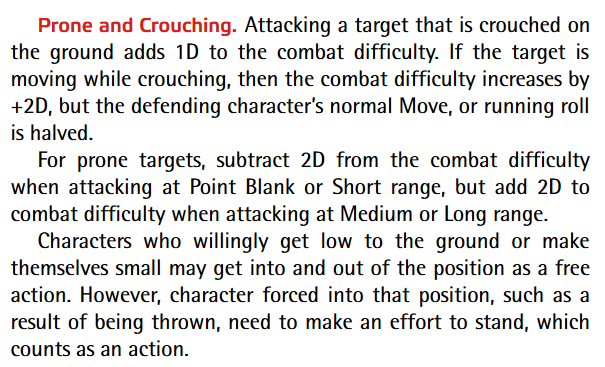 Prone and Crouching. Attacking a target that is crouched on
the ground adds 1D to the combat difficulty. If the target is
moving while crouching, then the combat difficulty increases by
+2D, but the defending character's normal Move, or running roll
is halved.
For prone targets, subtract 2D from the combat difficulty
when attacking at Point Blank or Short range, but add 2D to
combat difficulty when attacking at Medium or Long range.
Characters who willingly get low to the ground or make
themselves small may get into and out of the position as a free
action. However, character forced into that position, such as a
result of being thrown, need to make an effort to stand, which
counts as an action.